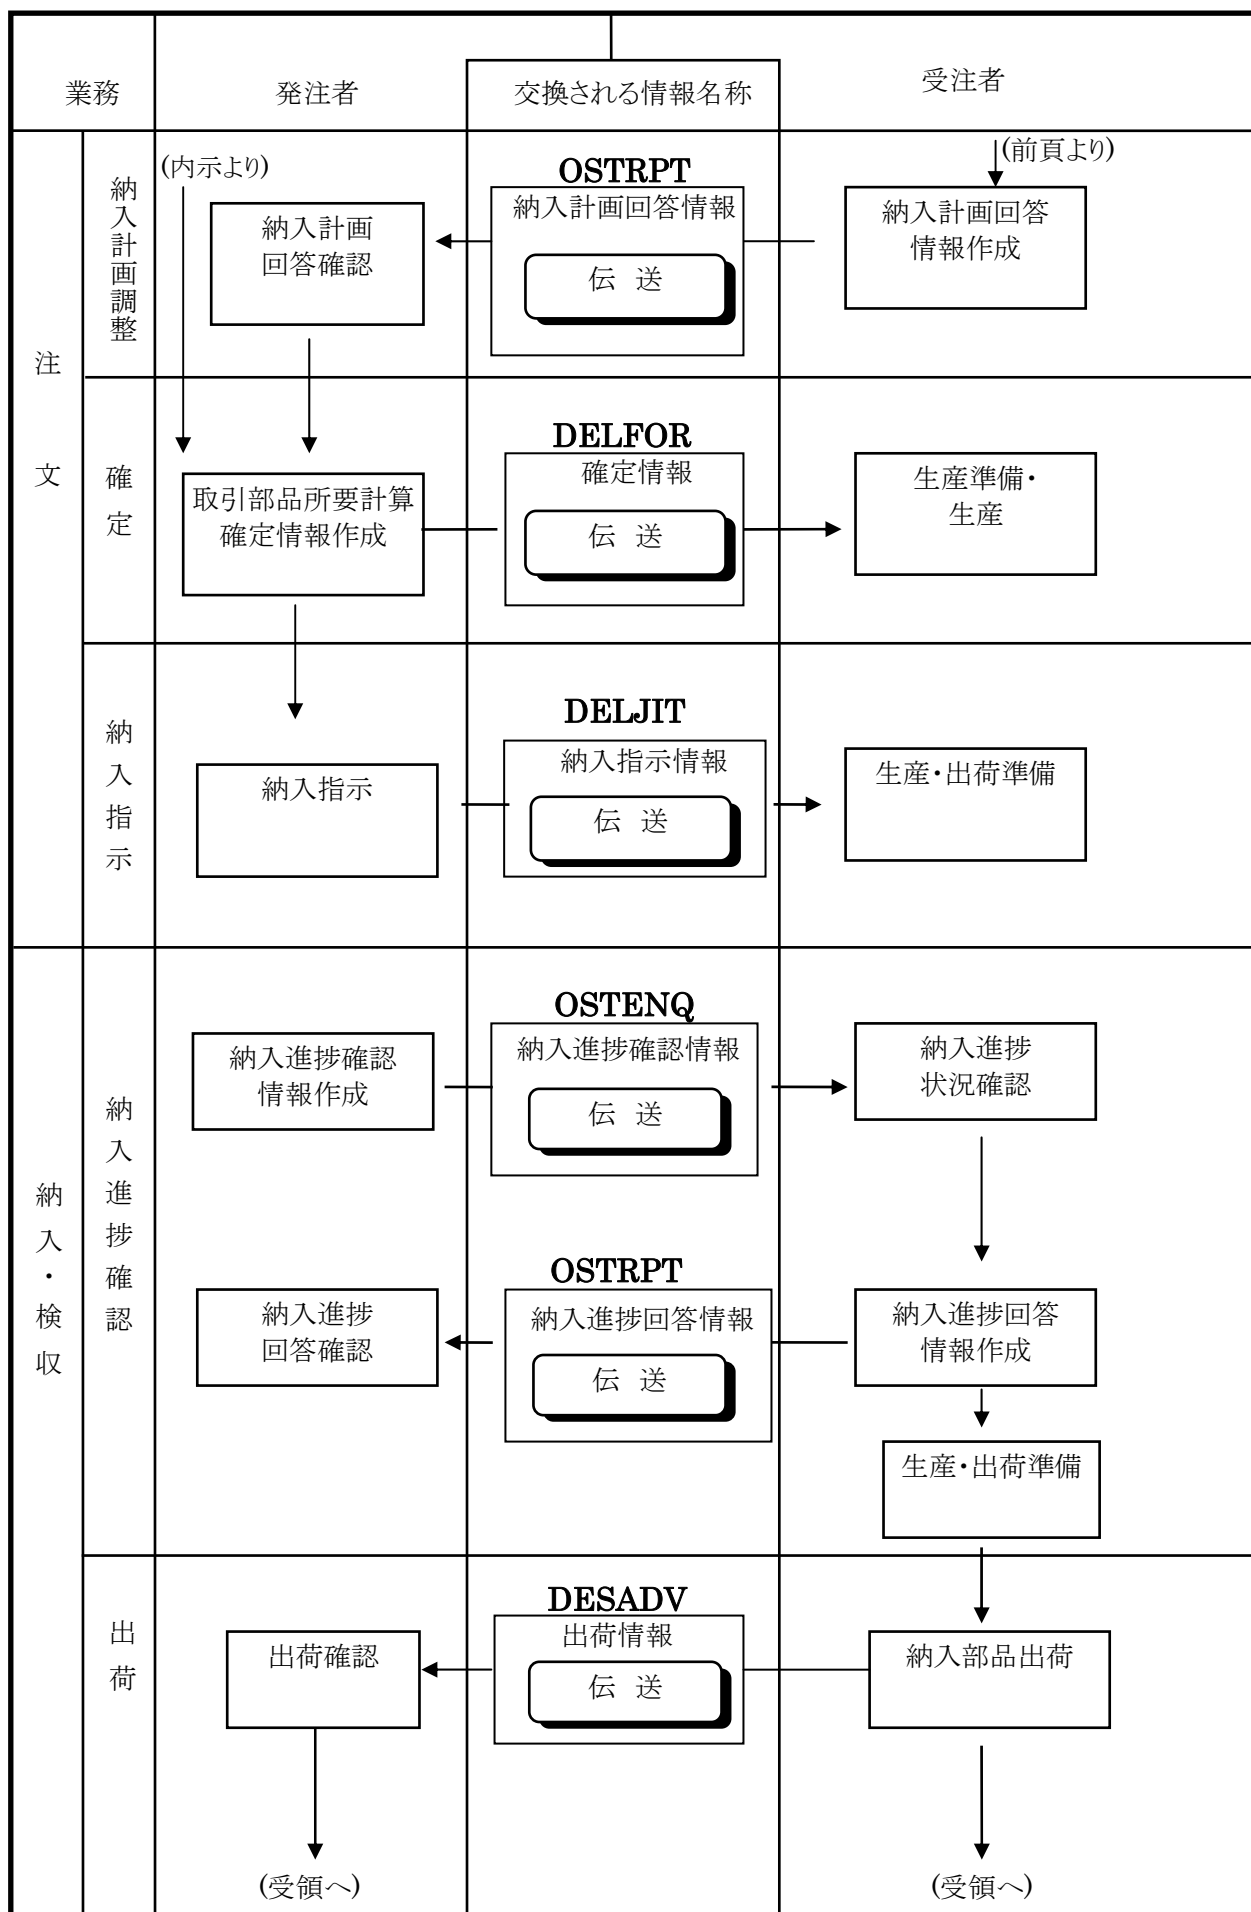 業務
発注者
交換される情報名称
受注者
注文
納入計画調整
(内示より)
(前頁より)
OSTRPT
納入計画回答情報
伝 送
納入計画
回答確認
納入計画回答
情報作成
確定
DELFOR
確定情報
伝 送
取引部品所要計算
確定情報作成
生産準備・
生産
納入指示
DELJIT
納入指示情報
伝 送
納入指示
生産・出荷準備
納入・検収
納入進捗確認
OSTENQ
納入進捗確認情報
伝 送
納入進捗確認
情報作成
納入進捗
状況確認
OSTRPT
納入進捗回答情報
伝 送
納入進捗
回答確認
納入進捗回答
情報作成
生産・出荷準備
出荷
DESADV
出荷情報
伝 送
出荷確認
納入部品出荷
(受領へ)
(受領へ)